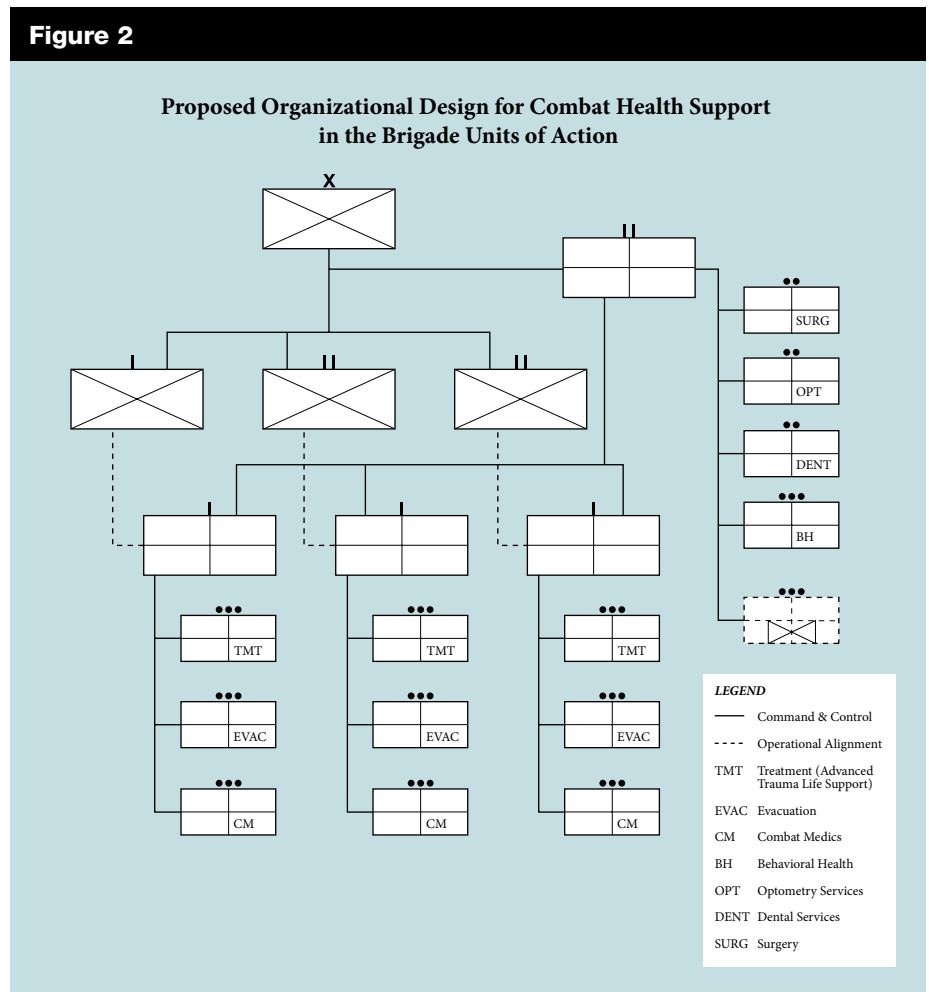 Figure 2
Proposed Organizational Design for Combat Health Support
in the Brigade Units of Action
X
II
SURG
OPT
I
II
II
DENT
BH
I
I
I
TMT
TMT
TMT
EVAC
EVAC
EVAC
CM
CM
CM
LEGEND
Command & Control
Operational Alignment
TMT Treatment (Advanced
Trauma Life Support)
EVAC Evacuation
CM Combat Medics
BH Behavioral Health
OPT Optometry Services
DENT Dental Services
SURG Surgery